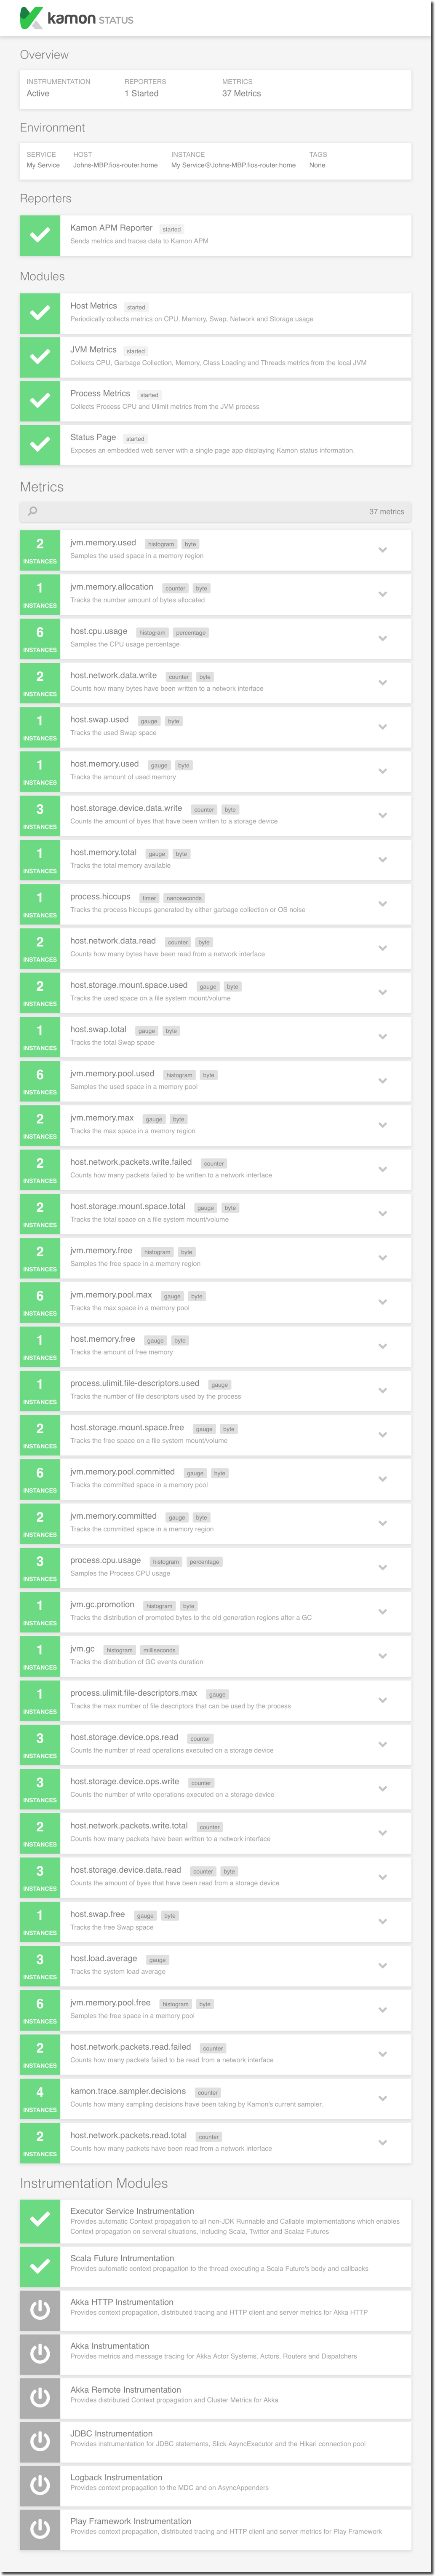 kamon STATUS
Overview
INSTRUMENTATION REPORTERS METRICS
Active 1 Started 37 Metrics
Environment
SERVICE HOST INSTANCE TAGS
My Service Johns-MBP.fios-router.home My Service@Johns-MBP.fios-router.home None
Reporters
Kamon APM Reporter started
Sends metrics and traces data to Kamon APM
Modules
Host Metrics started
Periodically collects metrics on CPU, Memory, Swap, Network and Storage usage
JVM Metrics started
Collects CPU, Garbage Collection, Memory, Class Loading and Threads metrics from the local JVM
Process Metrics started
Collects Process CPU and Ulimit metrics from the JVM process
Status Page started
Exposes an embedded web server with a single page app displaying Kamon status information.
Metrics
37 metrics
2 INSTANCES jvm.memory.used histogram byte
Samples the used space in a memory region
1 INSTANCES jvm.memory.allocation counter byte
Tracks the number amount of bytes allocated
6 INSTANCES host.cpu.usage histogram percentage
Samples the CPU usage percentage
2 INSTANCES host.network.data.write counter byte
Counts how many bytes have been written to a network interface
1 INSTANCES host.swap.used gauge byte
Tracks the used Swap space
1 INSTANCES host.memory.used gauge byte
Tracks the amount of used memory
3 INSTANCES host.storage.device.data.write counter byte
Counts the amount of byes that have been written to a storage device
1 INSTANCES host.memory.total gauge byte
Tracks the total memory available
1 INSTANCES process.hiccups timer nanoseconds
Tracks the process hiccups generated by either garbage collection or OS noise
2 INSTANCES host.network.data.read counter byte
Counts how many bytes have been read from a network interface
2 INSTANCES host.storage.mount.space.used gauge byte
Tracks the used space on a file system mount/volume
1 INSTANCES host.swap.total gauge byte
Tracks the total Swap space
6 INSTANCES jvm.memory.pool.used histogram byte
Samples the used space in a memory pool
2 INSTANCES jvm.memory.max gauge byte
Tracks the max space in a memory region
2 INSTANCES host.network.packets.write.failed counter
Counts how many packets failed to be written to a network interface
2 INSTANCES host.storage.mount.space.total gauge byte
Tracks the total space on a file system mount/volume
2 INSTANCES jvm.memory.free histogram byte
Samples the free space in a memory region
6 INSTANCES jvm.memory.pool.max gauge byte
Tracks the max space in a memory pool
1 INSTANCES host.memory.free gauge byte
Tracks the amount of free memory
1 INSTANCES process.ulimit.file-descriptors.used gauge
Tracks the number of file descriptors used by the process
2 INSTANCES host.storage.mount.space.free gauge byte
Tracks the free space on a file system mount/volume
6 INSTANCES jvm.memory.pool.committed gauge byte
Tracks the committed space in a memory pool
2 INSTANCES jvm.memory.committed gauge byte
Tracks the committed space in a memory region
3 INSTANCES process.cpu.usage histogram percentage
Samples the Process CPU usage
1 INSTANCES jvm.gc.promotion histogram byte
Tracks the distribution of promoted bytes to the old generation regions after a GC
1 INSTANCES jvm.gc histogram milliseconds
Tracks the distribution of GC events duration
1 INSTANCES process.ulimit.file-descriptors.max gauge
Tracks the max number of file descriptors that can be used by the process
3 INSTANCES host.storage.device.ops.read counter
Counts the number of read operations executed on a storage device
3 INSTANCES host.storage.device.ops.write counter
Counts the number of write operations executed on a storage device
2 INSTANCES host.network.packets.write.total counter
Counts how many packets have been written to a network interface
3 INSTANCES host.storage.device.data.read counter byte
Counts the amount of byes that have been read from a storage device
1 INSTANCES host.swap.free gauge byte
Tracks the free Swap space
3 INSTANCES host.load.average gauge
Tracks the system load average
6 INSTANCES jvm.memory.pool.free histogram byte
Samples the free space in a memory pool
2 INSTANCES host.network.packets.read.failed counter
Counts how many packets failed to be read from a network interface
4 INSTANCES kamon.trace.sampler.decisions counter
Counts how many sampling decisions have been taking by Kamon's current sampler.
2 INSTANCES host.network.packets.read.total counter
Counts how many packets have been read from a network interface
Instrumentation Modules
Executor Service Instrumentation
Provides automatic Context propagation to all non-JDK Runnable and Callable implementations which enables
Context propagation on serveral situations, including Scala, Twitter and Scalaz Futures
Scala Future Intrumentation
Provides automatic context propagation to the thread executing a Scala Future's body and callbacks
Akka HTTP Instrumentation
Provides context propagation, distributed tracing and HTTP client and server metrics for Akka HTTP
Akka Instrumentation
Provides metrics and message tracing for Akka Actor Systems, Actors, Routers and Dispatchers
Akka Remote Instrumentation
Provides distributed Context propagation and Cluster Metrics for Akka
JDBC Instrumentation
Provides instrumentation for JDBC statements, Slick AsyncExecutor and the Hikari connection pool
Logback Instrumentation
Provides context propagation to the MDC and on AsyncAppenders
Play Framework Instrumentation
Provides context propagation, distributed tracing and HTTP client and server metrics for Play Framework